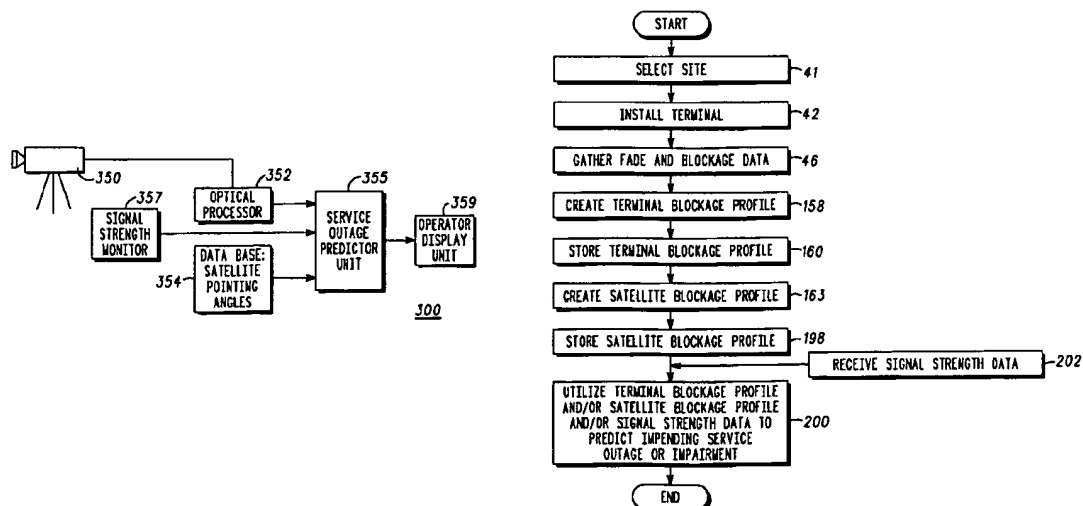 350
357
SIGNAL
STRENGTH
MONITOR
352
OPTICAL
PROCESSOR
354
DATA BASE:
SATELLITE
POINTING
ANGLES
355
SERVICE
OUTAGE
PREDICTOR
UNIT
359
OPERATOR
DISPLAY
UNIT
300
START
SELECT SITE
41
INSTALL TERMINAL
42
GATHER FADE AND BLOCKAGE DATA
46
CREATE TERMINAL BLOCKAGE PROFILE
158
STORE TERMINAL BLOCKAGE PROFILE
160
CREATE SATELLITE BLOCKAGE PROFILE
163
STORE SATELLITE BLOCKAGE PROFILE
198
RECEIVE SIGNAL STRENGTH DATA
202
UTILIZE TERMINAL BLOCKAGE PROFILE
AND/OR SATELLITE BLOCKAGE PROFILE
AND/OR SIGNAL STRENGTH DATA TO
PREDICT IMPENDING SERVICE
OUTAGE OR IMPAIRMENT
200
END